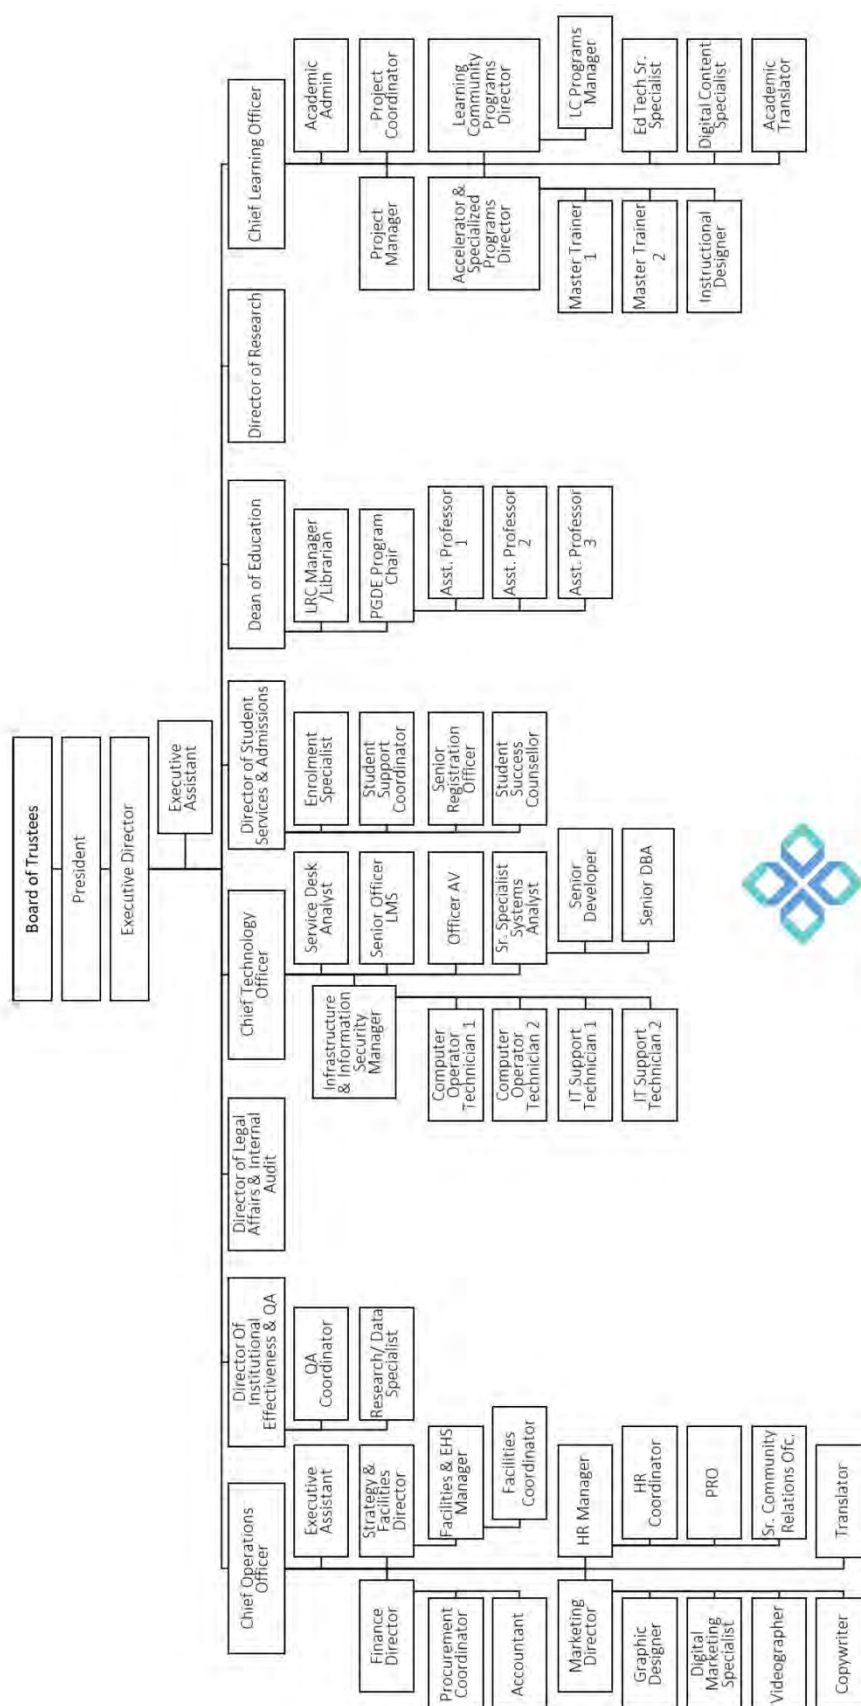 Board of Trustees
President
Executive Director
Executive
Assistant
Chief Operations
Officer
Executive
Assistant
Finance
Director
Procurement
Coordinator
Accountant
Strategy &
Facilities
Director
Facilities & EHS
Manager
Facilities
Coordinator
Marketing
Director
Graphic
Designer
Digital
Marketing
Specialist
Videographer
Copywriter
HR Manager
HR
Coordinator
PRO
Sr. Community
Relations Ofc.
Translator
Director Of
Institutional
Effectiveness & QA
QA
Coordinator
Research/ Data
Specialist
Director of Legal
Affairs & Internal
Audit
Chief Technology
Officer
Service Desk
Analyst
Infrastructure
& Information
Security
Manager
Computer
Operator
Technician 1
Computer
Operator
Technician 2
IT Support
Technician 1
IT Support
Technician 2
Senior Officer
LMS
Officer AV
Sr. Specialist
Systems
Analyst
Senior
Developer
Senior DBA
Director of Student
Services & Admissions
Enrolment
Specialist
Student
Support
Coordinator
Senior
Registration
Officer
Student
Success
Counsellor
Dean of Education
LRC Manager
/Librarian
PGDE Program
Chair
Asst. Professor
1
Asst. Professor
2
Asst. Professor
3
Director of Research
Chief Learning Officer
Academic
Admin
Project
Manager
Project
Coordinator
Accelerator &
Specialized
Programs
Director
Master Trainer
1
Master Trainer
2
Instructional
Designer
Learning
Community
Programs
Director
LC Programs
Manager
Ed Tech Sr.
Specialist
Digital Content
Specialist
Academic
Translator